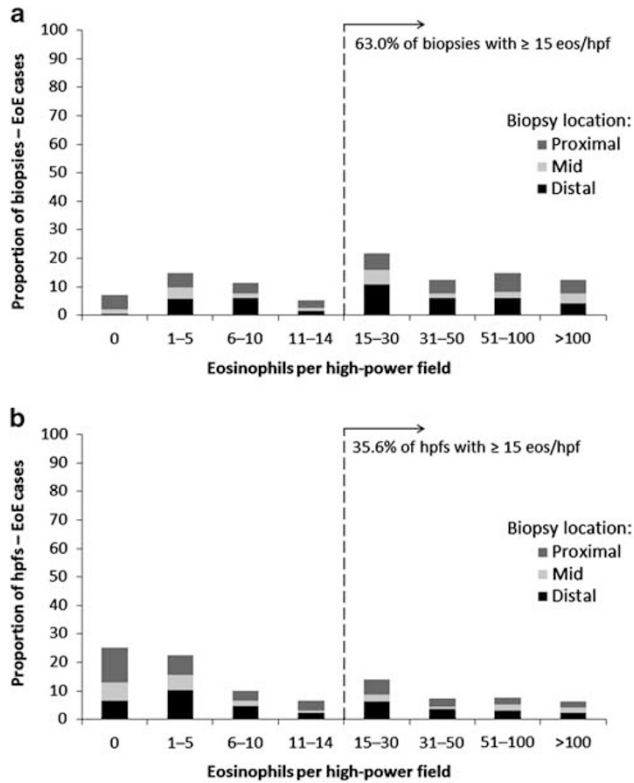 a
Proportion of biopsies – EoE cases
100
90
80
70
60
50
40
30
20
10
0
63.0% of biopsies with ≥ 15 eos/hpf
Biopsy location:
Proximal
Mid
Distal
0 1–5 6–10 11–14 15–30 31–50 51–100 >100
Eosinophils per high-power field
b
Proportion of hpfs – EoE cases
100
90
80
70
60
50
40
30
20
10
0
35.6% of hpfs with ≥ 15 eos/hpf
Biopsy location:
Proximal
Mid
Distal
0 1–5 6–10 11–14 15–30 31–50 51–100 >100
Eosinophils per high-power field